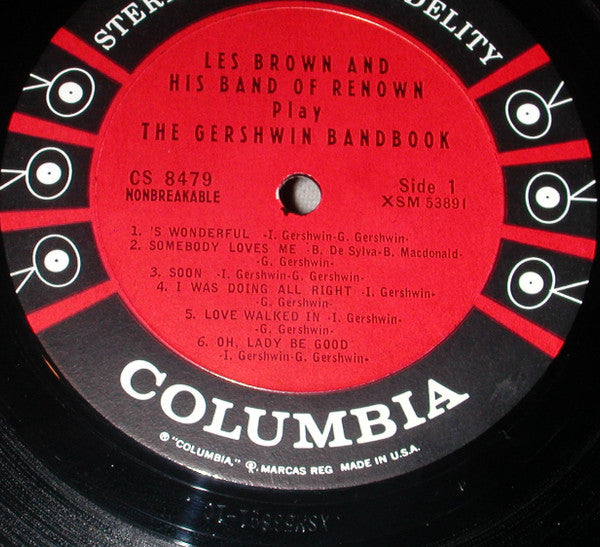 STER
DELITY
LES BROWN AND
HIS BAND OF RENOWN
Play
THE GERSHWIN BANDBOOK
CS 8479
NONBREAKABLE
Side 1
XSM 53891
1. 'S WONDERFUL -I. Gershwin-G. Gershwin-
2. SOMEBODY LOVES ME -B. De Sylva-B. Macdonald-
-G. Gershwin-
3. SOON -I. Gershwin-G. Gershwin-
4. I WAS DOING ALL RIGHT -I. Gershwin-
-G. Gershwin-
5. LOVE WALKED IN -I. Gershwin-
-G. Gershwin-
6. OH, LADY BE GOOD
-I. Gershwin-G. Gershwin-
COLUMBIA
® "COLUMBIA," Ⓡ, MARCAS REG MADE IN U.S.A.